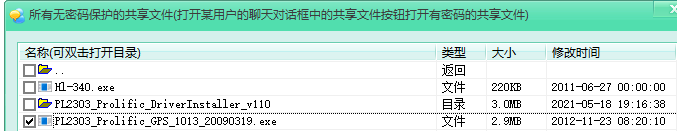 所有无密码保护的共享文件(打开某用户的聊天对话框中的共享文件按钮打开有密码的共享文件)
名称(可双击打开目录) 类型 大小 修改时间
.. 返回
Hl-340.exe 文件 220KB 2011-06-27 00:00:00
PL2303_Prolific_DriverInstaller_v110 目录 3.0MB 2021-05-18 19:16:38
PL2303_Prolific_GPS_1013_20090319.exe 文件 2.9MB 2012-11-23 08:20:10